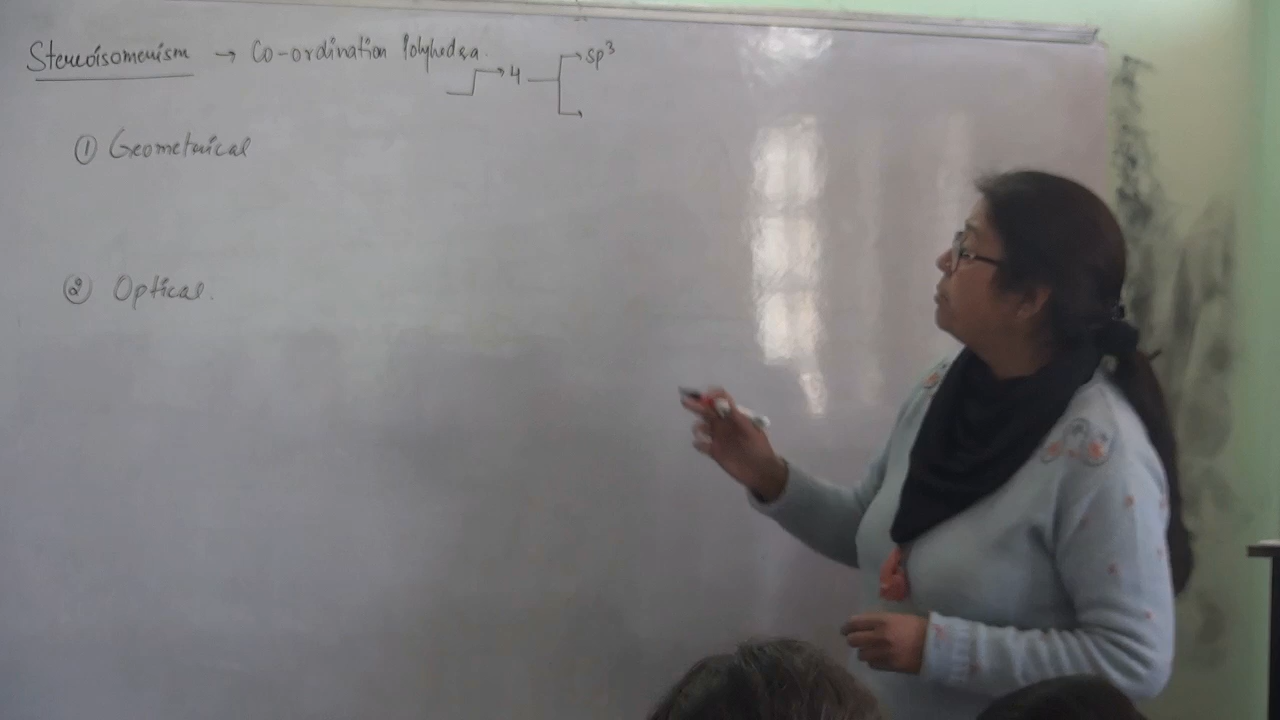 Stereoisomerism → Co-ordination Polyhedra.
→ 4 → sp³
① Geometrical
② Optical.